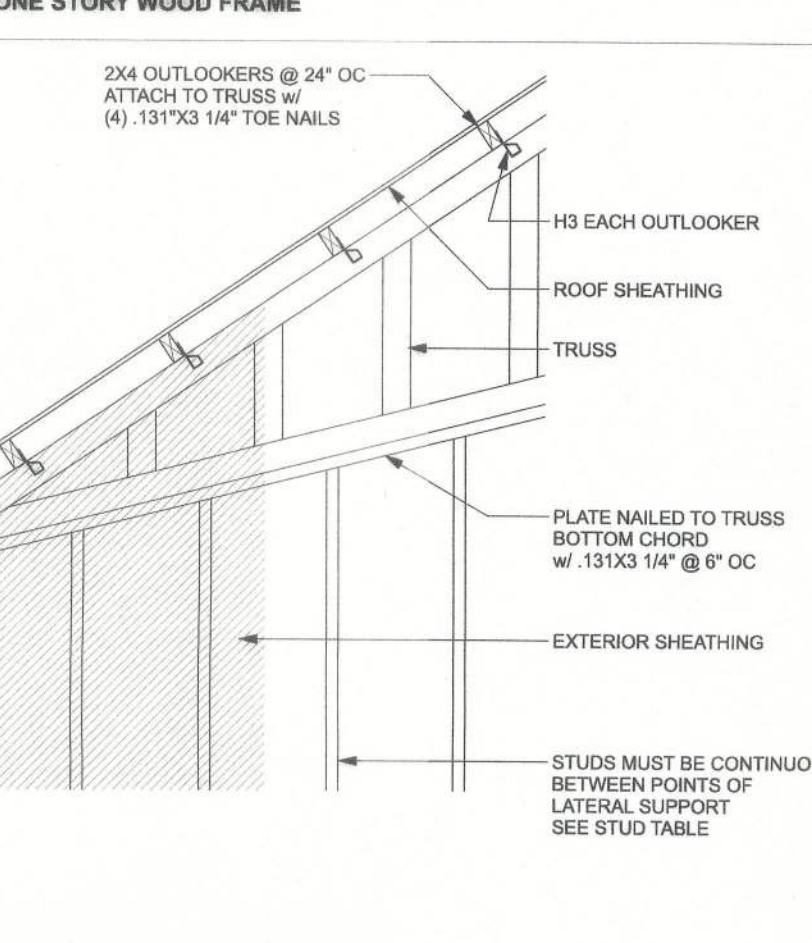 ONE STORY WOOD FRAME
2X4 OUTLOOKERS @ 24" OC
ATTACH TO TRUSS w/
(4) .131"X3 1/4" TOE NAILS
H3 EACH OUTLOOKER
ROOF SHEATHING
TRUSS
PLATE NAILED TO TRUSS
BOTTOM CHORD
w/ .131X3 1/4" @ 6" OC
EXTERIOR SHEATHING
STUDS MUST BE CONTINUO
BETWEEN POINTS OF
LATERAL SUPPORT
SEE STUD TABLE